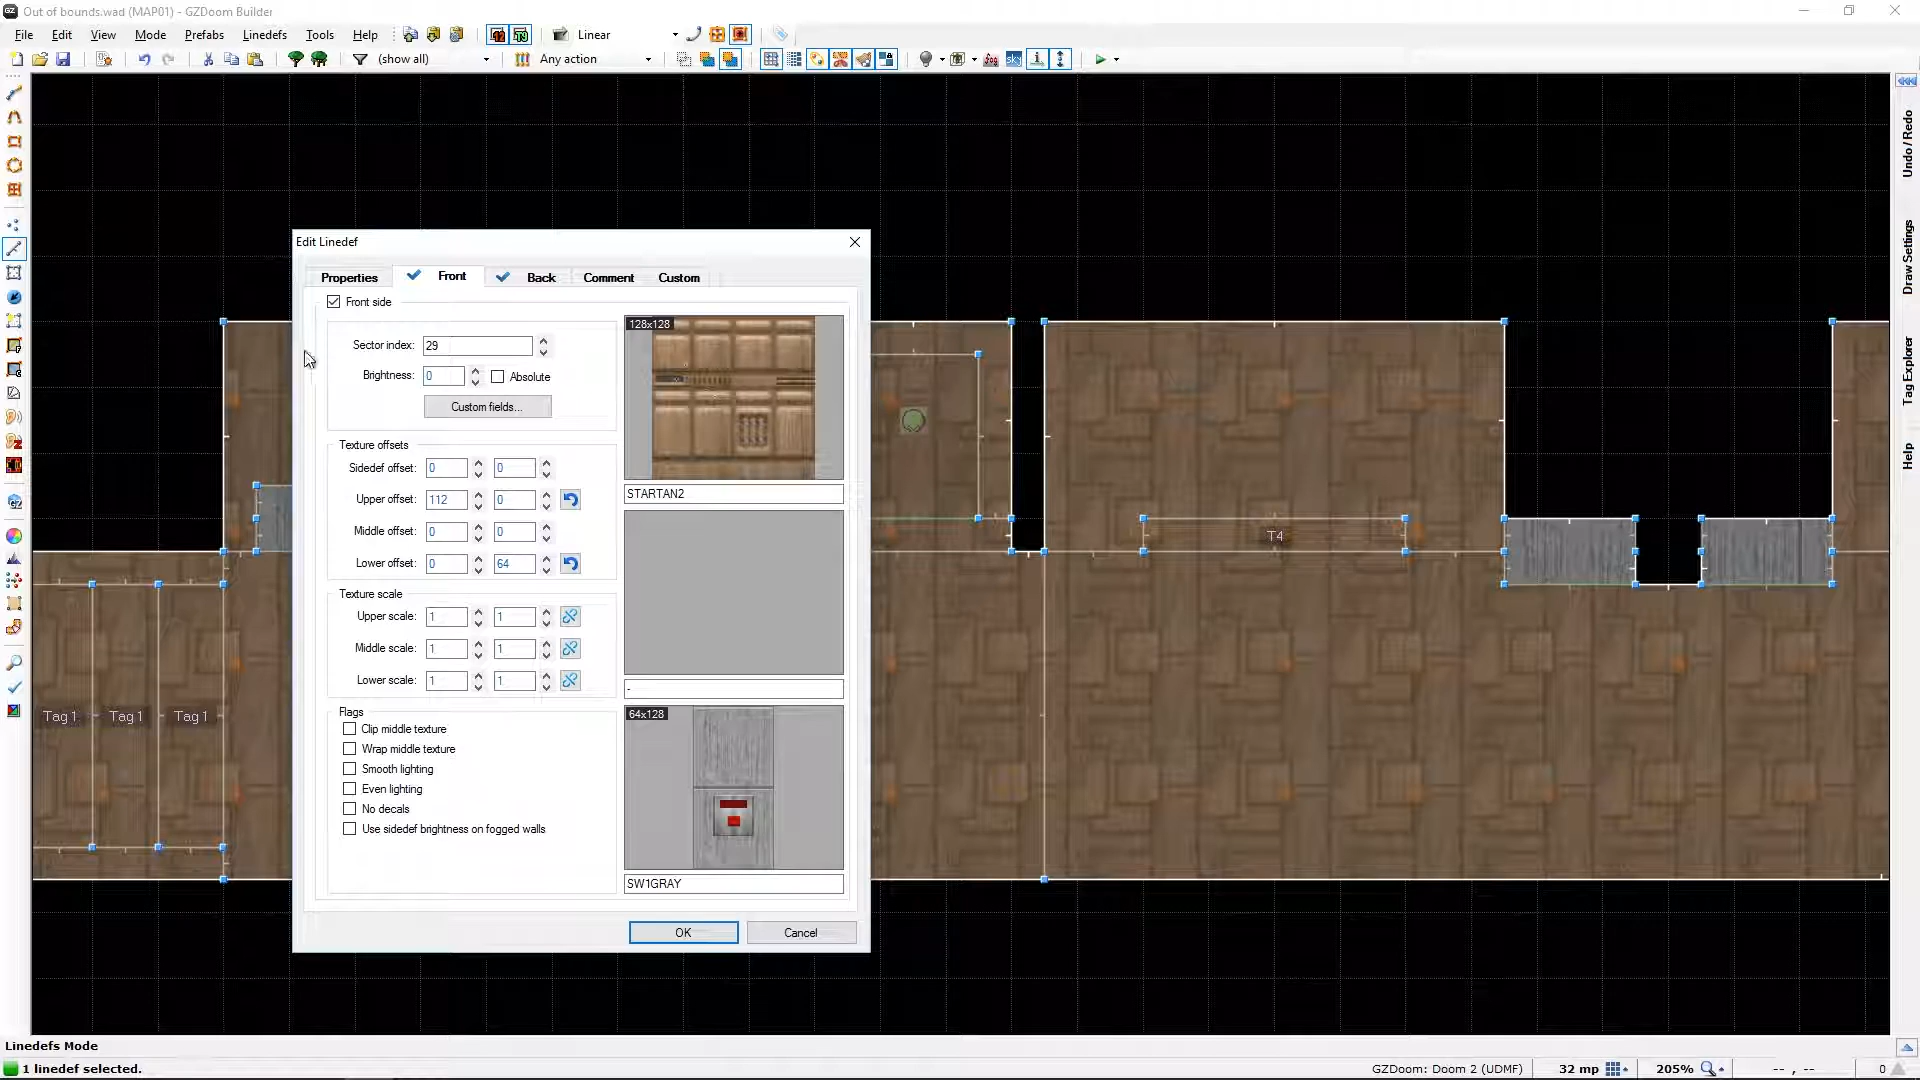 Out of bounds.wad (MAP01) - GZDoom Builder
File Edit View Mode Prefabs Linedefs Tools Help Linear
(show all) Any action
Undo / Redo
Draw Settings
Tag Explorer
Help
Edit Linedef
Properties Front Back Comment Custom
Front side
Sector index: 29
Brightness: 0 Absolute
Custom fields...
Texture offsets
Sidedef offset: 0 0
Upper offset: 112 0
Middle offset: 0 0
Lower offset: 0 64
Texture scale
Upper scale: 1 1
Middle scale: 1 1
Lower scale: 1 1
Flags
Clip middle texture
Wrap middle texture
Smooth lighting
Even lighting
No decals
Use sidedef brightness on fogged walls
128x128
STARTAN2
-
64x128
SW1GRAY
OK Cancel
Tag 1 Tag 1 Tag 1
T4
Linedefs Mode
1 linedef selected.
GZDoom: Doom 2 (UDMF) 32 mp 205% -- , -- 0